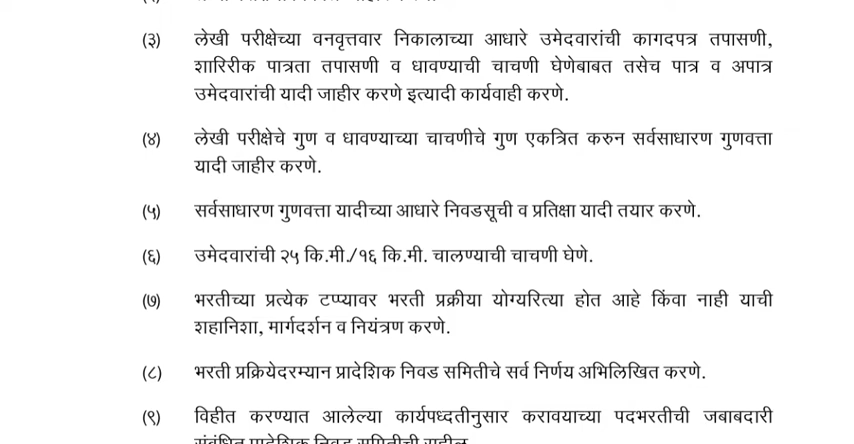 (३) लेखी परीक्षेच्या वनवृत्तवार निकालाच्या आधारे उमेदवारांची कागदपत्र तपासणी,
शारिरीक पात्रता तपासणी व धावण्याची चाचणी घेणेबाबत तसेच पात्र व अपात्र
उमेदवारांची यादी जाहीर करणे इत्यादी कार्यवाही करणे.
(४) लेखी परीक्षेचे गुण व धावण्याच्या चाचणीचे गुण एकत्रित करुन सर्वसाधारण गुणवत्ता
यादी जाहीर करणे.
(५) सर्वसाधारण गुणवत्ता यादीच्या आधारे निवडसूची व प्रतिक्षा यादी तयार करणे.
(६) उमेदवारांची २५ कि.मी./१६ कि.मी. चालण्याची चाचणी घेणे.
(७) भरतीच्या प्रत्येक टप्प्यावर भरती प्रक्रीया योग्यरित्या होत आहे किंवा नाही याची
शहानिशा, मार्गदर्शन व नियंत्रण करणे.
(८) भरती प्रक्रियेदरम्यान प्रादेशिक निवड समितीचे सर्व निर्णय अभिलिखित करणे.
(९) विहीत करण्यात आलेल्या कार्यपध्दतीनुसार करावयाच्या पदभरतीची जबाबदारी
संबंधित प्रादेशिक निवड समितीची राहील.